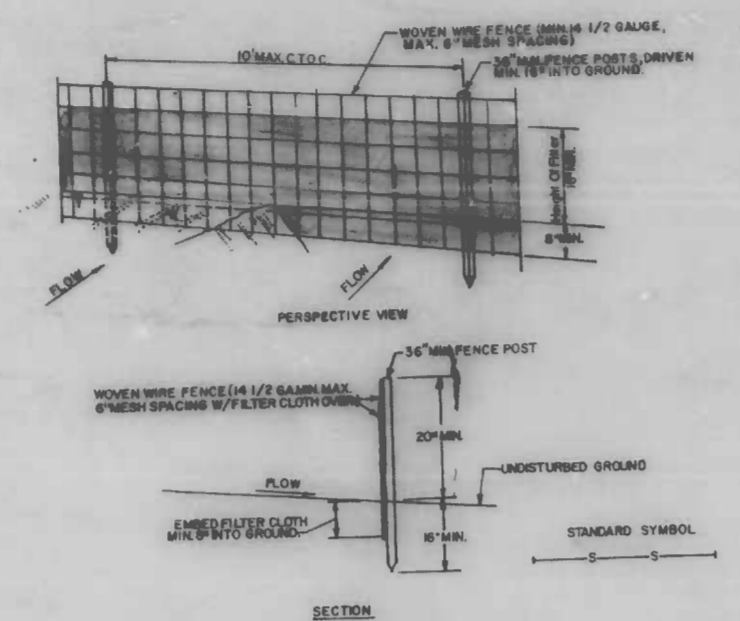 WOVEN WIRE FENCE (MIN. 14 1/2 GAUGE,
MAX. 6" MESH SPACING)
10' MAX. C. TO C.
36" MIN. FENCE POSTS, DRIVEN
MIN. 16" INTO GROUND.
Height Of Filter
16" MIN.
8" MIN.
FLOW
FLOW
PERSPECTIVE VIEW
36" MIN. FENCE POST
WOVEN WIRE FENCE (14 1/2 GA. MIN. MAX.
6" MESH SPACING W/FILTER CLOTH OVER)
20" MIN.
UNDISTURBED GROUND
FLOW
EMBED FILTER CLOTH
MIN. 8" INTO GROUND.
16" MIN.
STANDARD SYMBOL
S S
SECTION